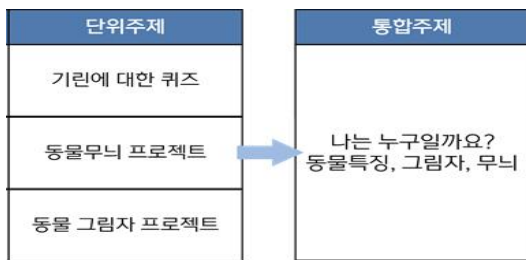 단위주제
기린에 대한 퀴즈
동물무늬 프로젝트
동물 그림자 프로젝트
통합주제
나는 누구일까요?
동물특징, 그림자, 무늬